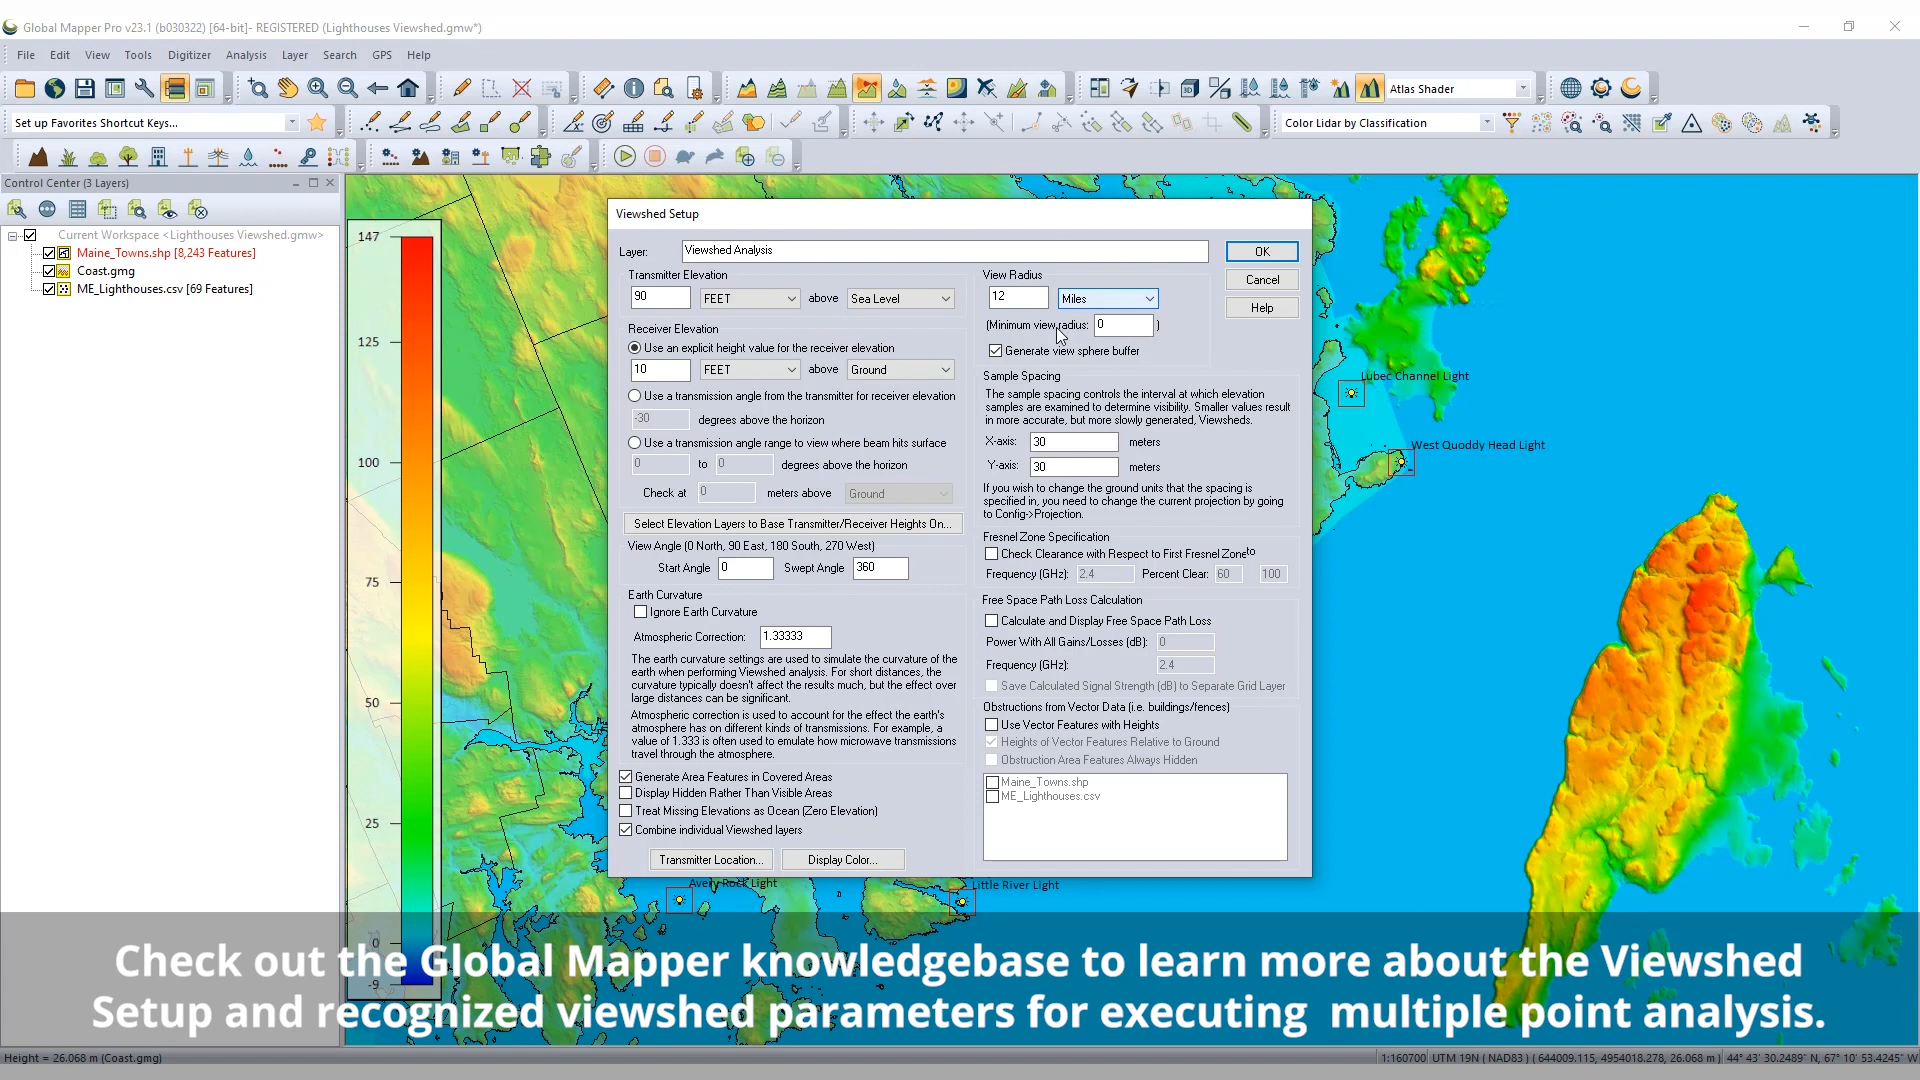 Global Mapper Pro v23.1 (b030322) [64-bit]- REGISTERED (Lighthouses Viewshed.gmw*)
File Edit View Tools Digitizer Analysis Layer Search GPS Help
Atlas Shader
Set up Favorites Shortcut Keys...
Color Lidar by Classification
Control Center (3 Layers)
Current Workspace <Lighthouses Viewshed.gmw>
Maine_Towns.shp [8,243 Features]
Coast.gmg
ME_Lighthouses.csv [69 Features]
147
125
100
75
50
25
0
-9
Viewshed Setup
Layer: Viewshed Analysis
OK
Cancel
Help
Transmitter Elevation
90 FEET above Sea Level
Receiver Elevation
Use an explicit height value for the receiver elevation
10 FEET above Ground
Use a transmission angle from the transmitter for receiver elevation
-30 degrees above the horizon
Use a transmission angle range to view where beam hits surface
0 to 0 degrees above the horizon
Check at 0 meters above Ground
Select Elevation Layers to Base Transmitter/Receiver Heights On...
View Angle (0 North, 90 East, 180 South, 270 West)
Start Angle 0 Swept Angle 360
Earth Curvature
Ignore Earth Curvature
Atmospheric Correction: 1.33333
The earth curvature settings are used to simulate the curvature of the
earth when performing Viewshed analysis. For short distances, the
curvature typically doesn't affect the results much, but the effect over
large distances can be significant.
Atmospheric correction is used to account for the effect the earth's
atmosphere has on different kinds of transmissions. For example, a
value of 1.333 is often used to emulate how microwave transmissions
travel through the atmosphere.
Generate Area Features in Covered Areas
Display Hidden Rather Than Visible Areas
Treat Missing Elevations as Ocean (Zero Elevation)
Combine individual Viewshed layers
Transmitter Location...
Display Color...
View Radius
12 Miles
(Minimum view radius: 0 )
Generate view sphere buffer
Sample Spacing
The sample spacing controls the interval at which elevation
samples are examined to determine visibility. Smaller values result
in more accurate, but more slowly generated, Viewsheds.
X-axis: 30 meters
Y-axis: 30 meters
If you wish to change the ground units that the spacing is
specified in, you need to change the current projection by going
to Config->Projection.
Fresnel Zone Specification
Check Clearance with Respect to First Fresnel Zone
to
Frequency (GHz): 2.4 Percent Clear: 60 100
Free Space Path Loss Calculation
Calculate and Display Free Space Path Loss
Power With All Gains/Losses (dB): 0
Frequency (GHz): 2.4
Save Calculated Signal Strength (dB) to Separate Grid Layer
Obstructions from Vector Data (i.e. buildings/fences)
Use Vector Features with Heights
Heights of Vector Features Relative to Ground
Obstruction Area Features Always Hidden
Maine_Towns.shp
ME_Lighthouses.csv
Lubec Channel Light
West Quoddy Head Light
Avery Rock Light
Little River Light
Check out the Global Mapper knowledgebase to learn more about the Viewshed
Setup and recognized viewshed parameters for executing multiple point analysis.
Height = 26.068 m (Coast.gmg)
1:160700 UTM 19N ( NAD83 ) ( 644009.115, 4954018.278, 26.068 m ) 44° 43' 30.2489" N, 67° 10' 53.4245" W